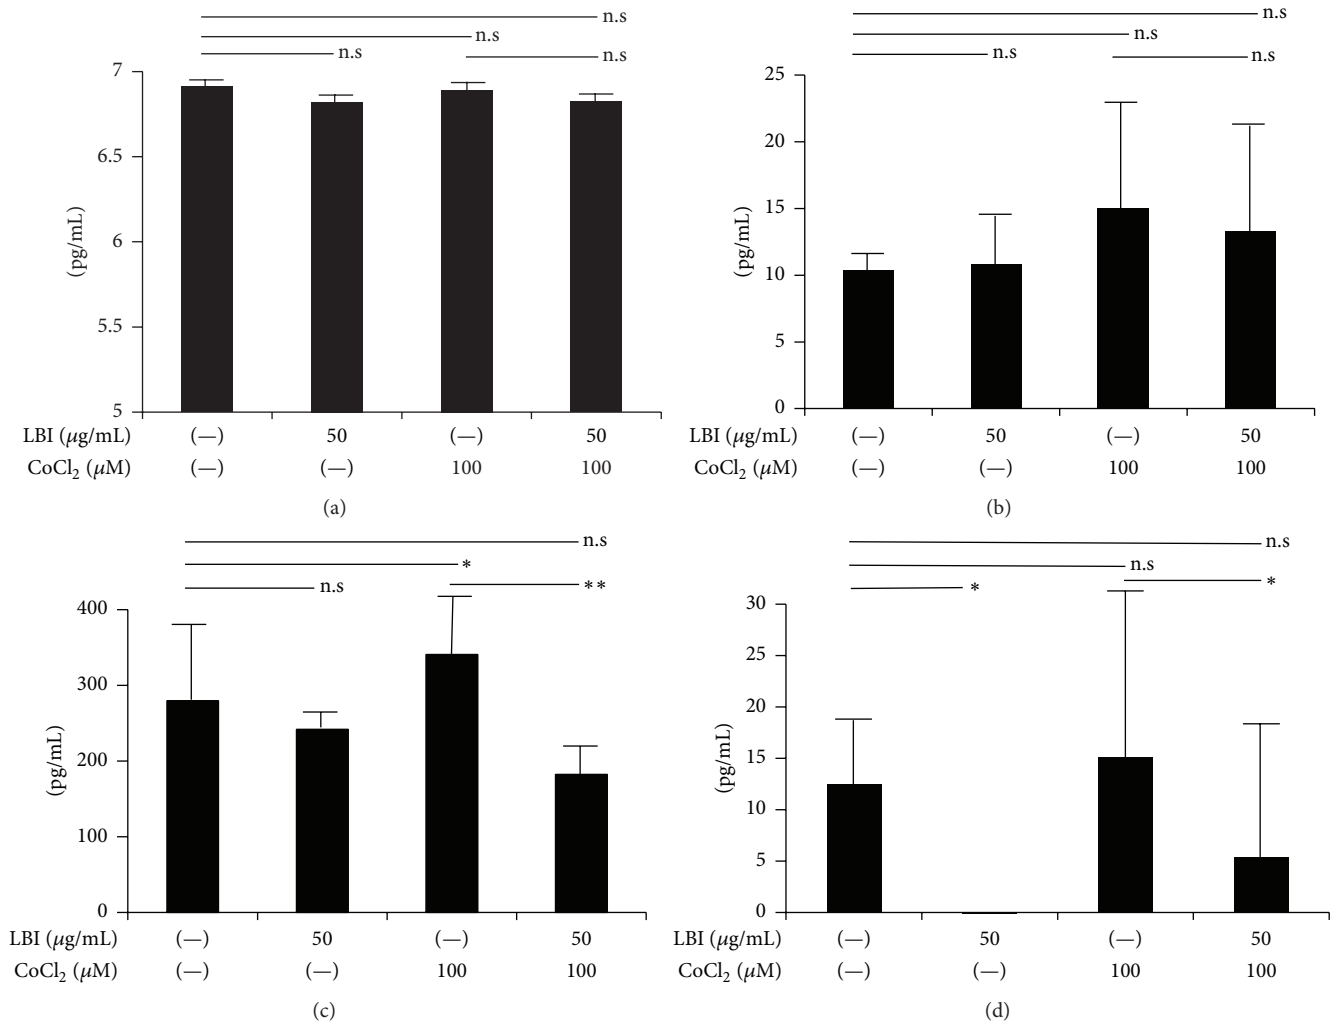 n.s
n.s
n.s
n.s
7
6.5
6
5.5
5
(pg/mL)
LBI (μg/mL) (—) 50 (—) 50
CoCl2 (μM) (—) (—) 100 100
(a)
n.s
n.s
n.s
n.s
25
20
15
10
5
0
(pg/mL)
LBI (μg/mL) (—) 50 (—) 50
CoCl2 (μM) (—) (—) 100 100
(b)
n.s
*
n.s
**
400
300
200
100
0
(pg/mL)
LBI (μg/mL) (—) 50 (—) 50
CoCl2 (μM) (—) (—) 100 100
(c)
n.s
n.s
*
*
30
25
20
15
10
5
0
(pg/mL)
LBI (μg/mL) (—) 50 (—) 50
CoCl2 (μM) (—) (—) 100 100
(d)